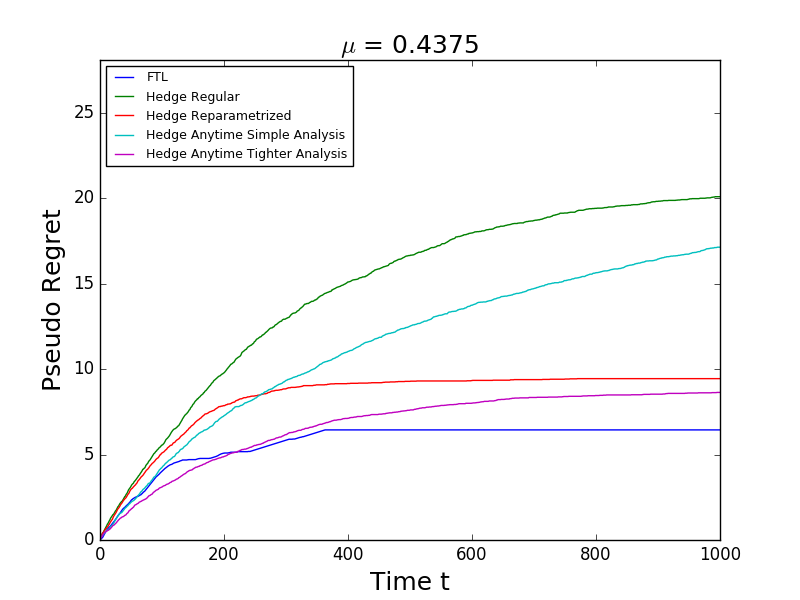 μ = 0.4375
FTL
Hedge Regular
Hedge Reparametrized
Hedge Anytime Simple Analysis
Hedge Anytime Tighter Analysis
Pseudo Regret
25
20
15
10
5
0
0 200 400 600 800 1000
Time t